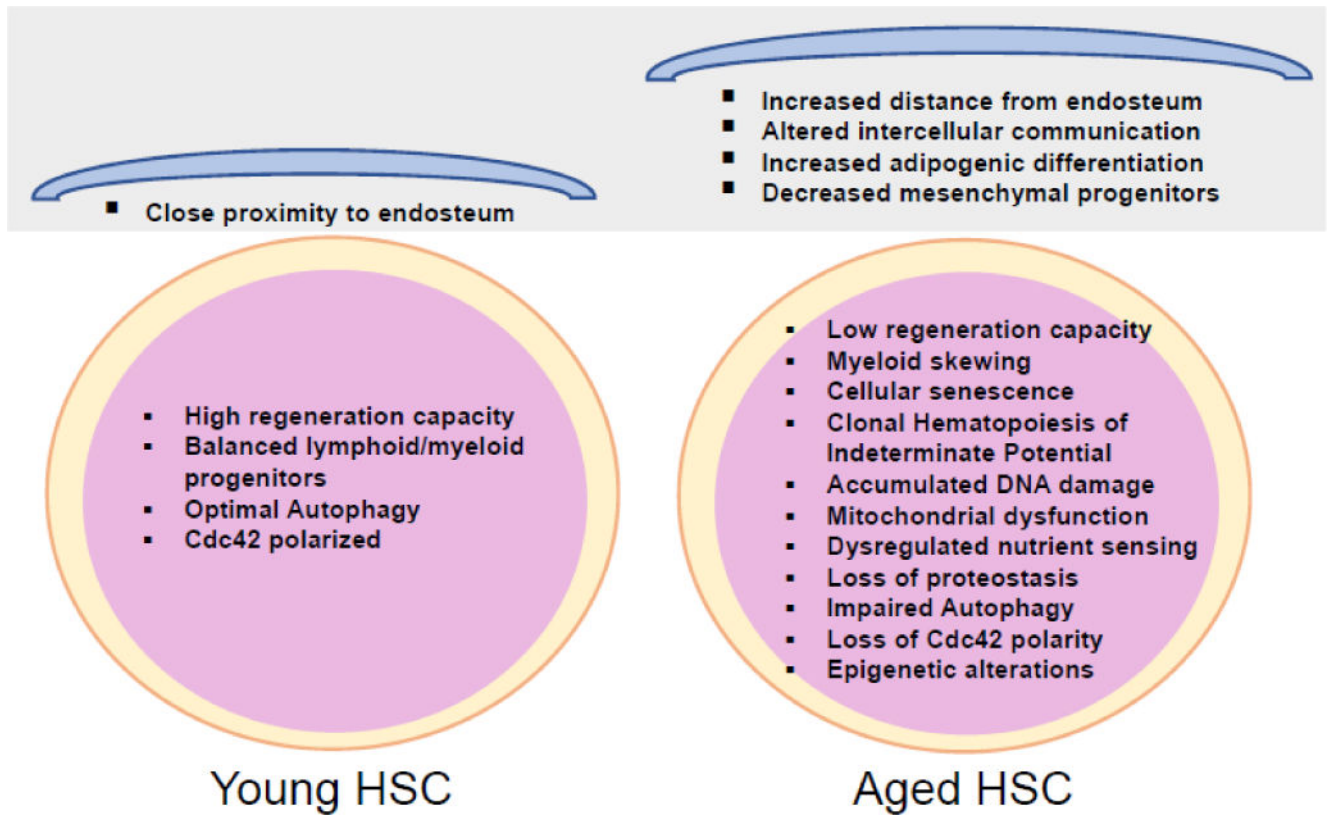 ▪ Close proximity to endosteum
▪ Increased distance from endosteum
▪ Altered intercellular communication
▪ Increased adipogenic differentiation
▪ Decreased mesenchymal progenitors
▪ High regeneration capacity
▪ Balanced lymphoid/myeloid
progenitors
▪ Optimal Autophagy
▪ Cdc42 polarized
▪ Low regeneration capacity
▪ Myeloid skewing
▪ Cellular senescence
▪ Clonal Hematopoiesis of
Indeterminate Potential
▪ Accumulated DNA damage
▪ Mitochondrial dysfunction
▪ Dysregulated nutrient sensing
▪ Loss of proteostasis
▪ Impaired Autophagy
▪ Loss of Cdc42 polarity
▪ Epigenetic alterations
Young HSC
Aged HSC